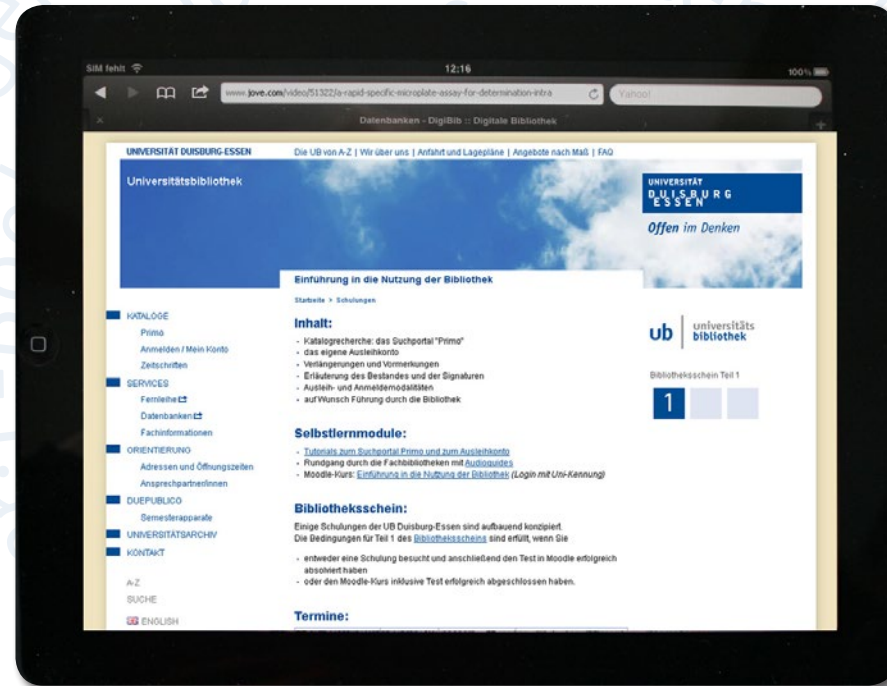 SIM fehlt
12:16
100%
www.jove.com/video/51322/a-rapid-specific-microplate-assay-for-determination-intra
Yahoo!
Datenbanken - DigiBib :: Digitale Bibliothek
UNIVERSITÄT DUISBURG-ESSEN
Die UB von A-Z | Wir über uns | Anfahrt und Lagepläne | Angebote nach Maß | FAQ
Universitätsbibliothek
UNIVERSITÄT
DUISBURG
ESSEN
Offen im Denken
Einführung in die Nutzung der Bibliothek
Startseite > Schulungen
KATALOGE
Primo
Anmelden / Mein Konto
Zeitschriften
SERVICES
Fernleihe
Datenbanken
Fachinformationen
ORIENTIERUNG
Adressen und Öffnungszeiten
Ansprechpartner/innen
DUEPUBLICO
Semesterapparate
UNIVERSITÄTSARCHIV
KONTAKT
A-Z
SUCHE
ENGLISH
Inhalt:
- Katalogrecherche: das Suchportal "Primo"
- das eigene Ausleihkonto
- Verlängerungen und Vormerkungen
- Erläuterung des Bestandes und der Signaturen
- Ausleih- und Anmeldemodalitäten
- auf Wunsch Führung durch die Bibliothek
Selbstlernmodule:
- Tutorials zum Suchportal Primo und zum Ausleihkonto
- Rundgang durch die Fachbibliotheken mit Audioguides
- Moodle-Kurs: Einführung in die Nutzung der Bibliothek (Login mit Uni-Kennung)
Bibliotheksschein:
Einige Schulungen der UB Duisburg-Essen sind aufbauend konzipiert.
Die Bedingungen für Teil 1 des Bibliotheksscheins sind erfüllt, wenn Sie
- entweder eine Schulung besucht und anschließend den Test in Moodle erfolgreich
absolviert haben
- oder den Moodle-Kurs inklusive Test erfolgreich abgeschlossen haben.
Termine:
ub universitäts
bibliothek
Bibliotheksschein Teil 1
1